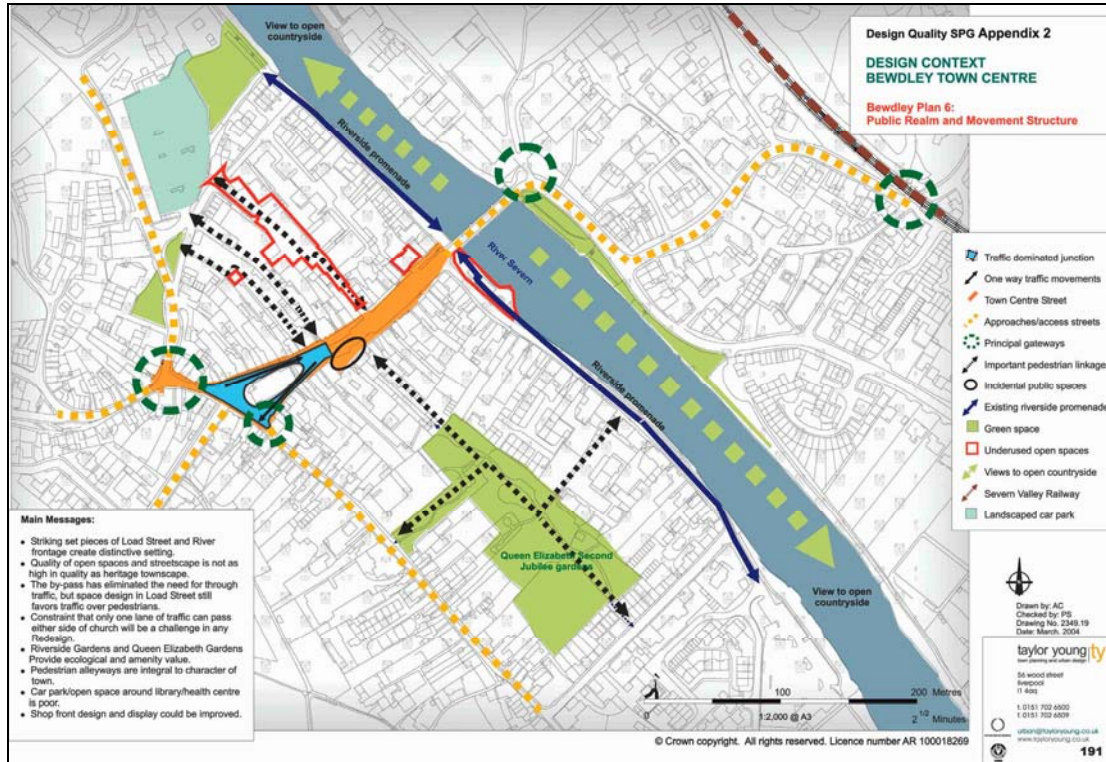 View to open
countryside
Design Quality SPG Appendix 2
DESIGN CONTEXT
BEWDLEY TOWN CENTRE
Bewdley Plan 6:
Public Realm and Movement Structure
Riverside promenade
River Severn
Riverside promenade
Queen Elizabeth Second
Jubilee gardens
View to open
countryside
Traffic dominated junction
One way traffic movements
Town Centre Street
Approaches/access streets
Principal gateways
Important pedestrian linkage
Incidental public spaces
Existing riverside promenade
Green space
Underused open spaces
Views to open countryside
Severn Valley Railway
Landscaped car park
Main Messages:
• Striking set pieces of Load Street and River
frontage create distinctive setting.
• Quality of open spaces and streetscape is not as
high in quality as heritage townscape.
• The by-pass has eliminated the need for through
traffic, but space design in Load Street still
favors traffic over pedestrians.
• Constraint that only one lane of traffic can pass
either side of church will be a challenge in any
Redesign.
• Riverside Gardens and Queen Elizabeth Gardens
Provide ecological and amenity value.
• Pedestrian alleyways are integral to character of
town.
• Car park/open space around library/health centre
is poor.
• Shop front design and display could be improved.
Drawn by: AC
Checked by: PS
Drawing No. 2349.19
Date: March. 2004
taylor young ty
town planning and urban design
56 wood street
liverpool
l1 4aq
t. 0151 702 6500
f. 0151 702 6509
urban@tayloryoung.co.uk
www.tayloryoung.co.uk
191
100 200 Metres
0 1:2,000 @ A3 2 1/2 Minutes
© Crown copyright. All rights reserved. Licence number AR 100018269